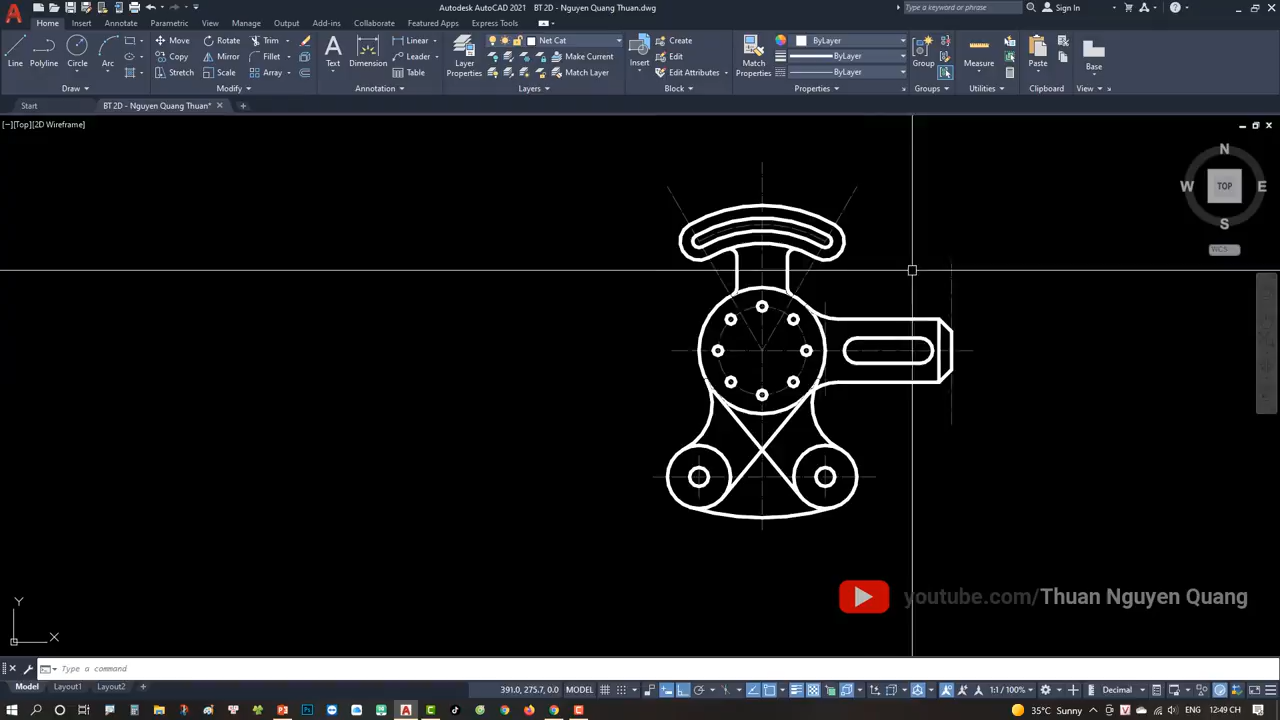 Autodesk AutoCAD 2021 BT 2D - Nguyen Quang Thuan.dwg
Type a keyword or phrase
Sign In
Home Insert Annotate Parametric View Manage Output Add-ins Collaborate Featured Apps Express Tools
Line Polyline Circle Arc
Move Rotate Trim
Copy Mirror Fillet
Stretch Scale Array
Text Dimension
Linear
Leader
Table
Layer Properties
Net Cat
Make Current
Match Layer
Insert
Create
Edit
Edit Attributes
Match Properties
ByLayer
ByLayer
ByLayer
Group
Measure
Paste
Base
Draw Modify Annotation Layers Block Properties Groups Utilities Clipboard View
Start BT 2D - Nguyen Quang Thuan*
[−][Top][2D Wireframe]
N
W TOP E
S
WCS
youtube.com/Thuan Nguyen Quang
Y
X
Type a command
Model Layout1 Layout2
391.0, 275.7, 0.0 MODEL 1:1 / 100% Decimal
35°C Sunny ENG 12:49 CH